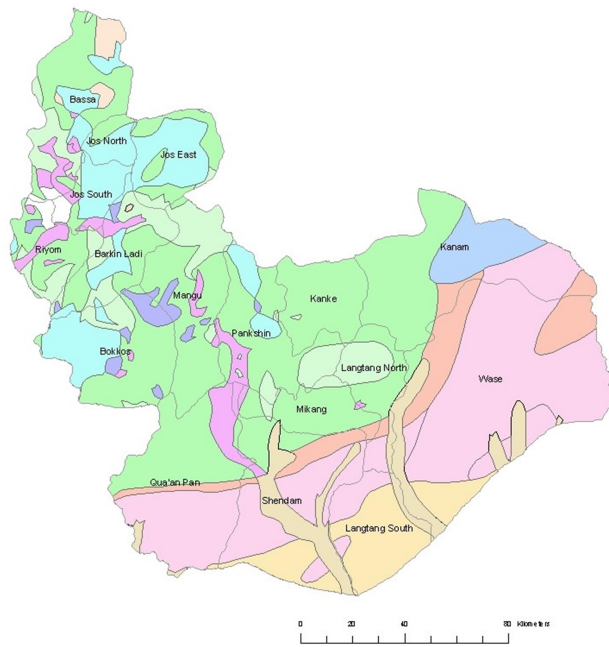 Bassa
Jos North
Jos East
Jos South
Riyom
Barkin Ladi
Kanam
Mangu
Kanke
Pankshin
Bokkos
Langtang North
Wase
Mikang
Qua'an Pan
Shendam
Langtang South
0 20 40 80 Kilometers